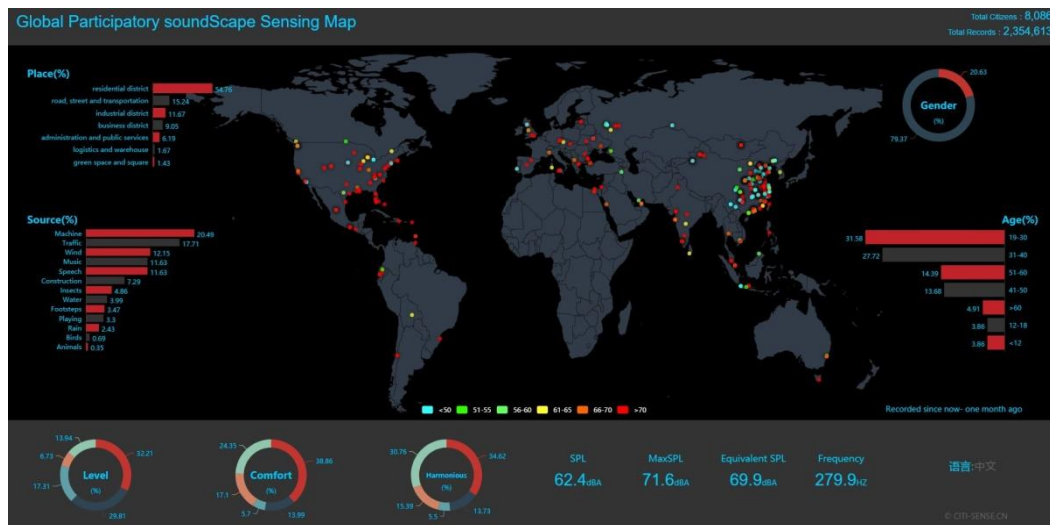 Global Participatory soundScape Sensing Map
Total Citizens : 8,086
Total Records : 2,354,613
Place(%)
residential district 54.76
road, street and transportation 15.24
industrial district 11.67
business district 9.05
administration and public services 6.19
logistics and warehouse 1.67
green space and square 1.43
Gender
(%)
20.63
79.37
Source(%)
Machine 20.49
Traffic 17.71
Wind 12.15
Music 11.63
Speech 11.63
Construction 7.29
Insects 4.86
Water 3.99
Footsteps 3.47
Playing 3.3
Rain 2.43
Birds 0.69
Animals 0.35
Age(%)
31.58 19-30
27.72 31-40
14.39 51-60
13.68 41-50
4.91 >60
3.86 12-18
3.86 <12
<50 51-55 56-60 61-65 66-70 >70
Recorded since now- one month ago
Level
(%)
13.94
32.21
8.73
17.31
29.81
Comfort
(%)
24.35
38.86
17.1
5.7
13.99
Harmonious
(%)
30.76
34.62
15.39
5.5
13.73
SPL MaxSPL Equivalent SPL Frequency
62.4dBA 71.6dBA 69.9dBA 279.9HZ
语言:中文
© CITI-SENSE.CN